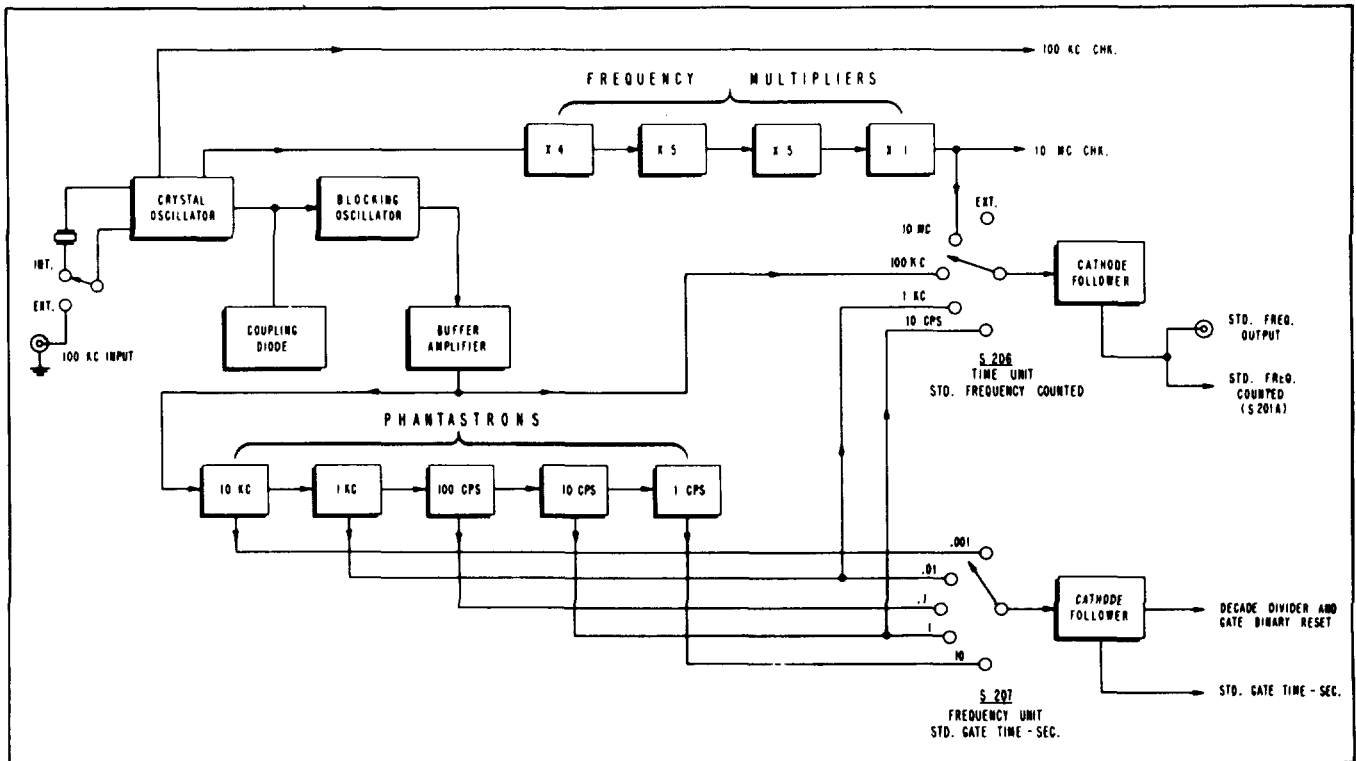 100 KC CHK.
FREQUENCY MULTIPLIERS
X 4
X 5
X 5
X 1
10 MC CHK.
CRYSTAL
OSCILLATOR
BLOCKING
OSCILLATOR
EXT.
10 MC
INT.
100 KC
CATHODE
FOLLOWER
EXT.
1 KC
COUPLING
DIODE
BUFFER
AMPLIFIER
10 CPS
STD. FREQ.
OUTPUT
100 KC INPUT
S 206
TIME UNIT
STD. FREQUENCY COUNTED
STD. FREQ.
COUNTED
(S201A)
PHANTASTRONS
10 KC
1 KC
100 CPS
10 CPS
1 CPS
.001
.01
.1
1
10
CATHODE
FOLLOWER
DECADE DIVIDER AND
GATE BINARY RESET
S 207
FREQUENCY UNIT
STD. GATE TIME - SEC.
STD. GATE TIME - SEC.